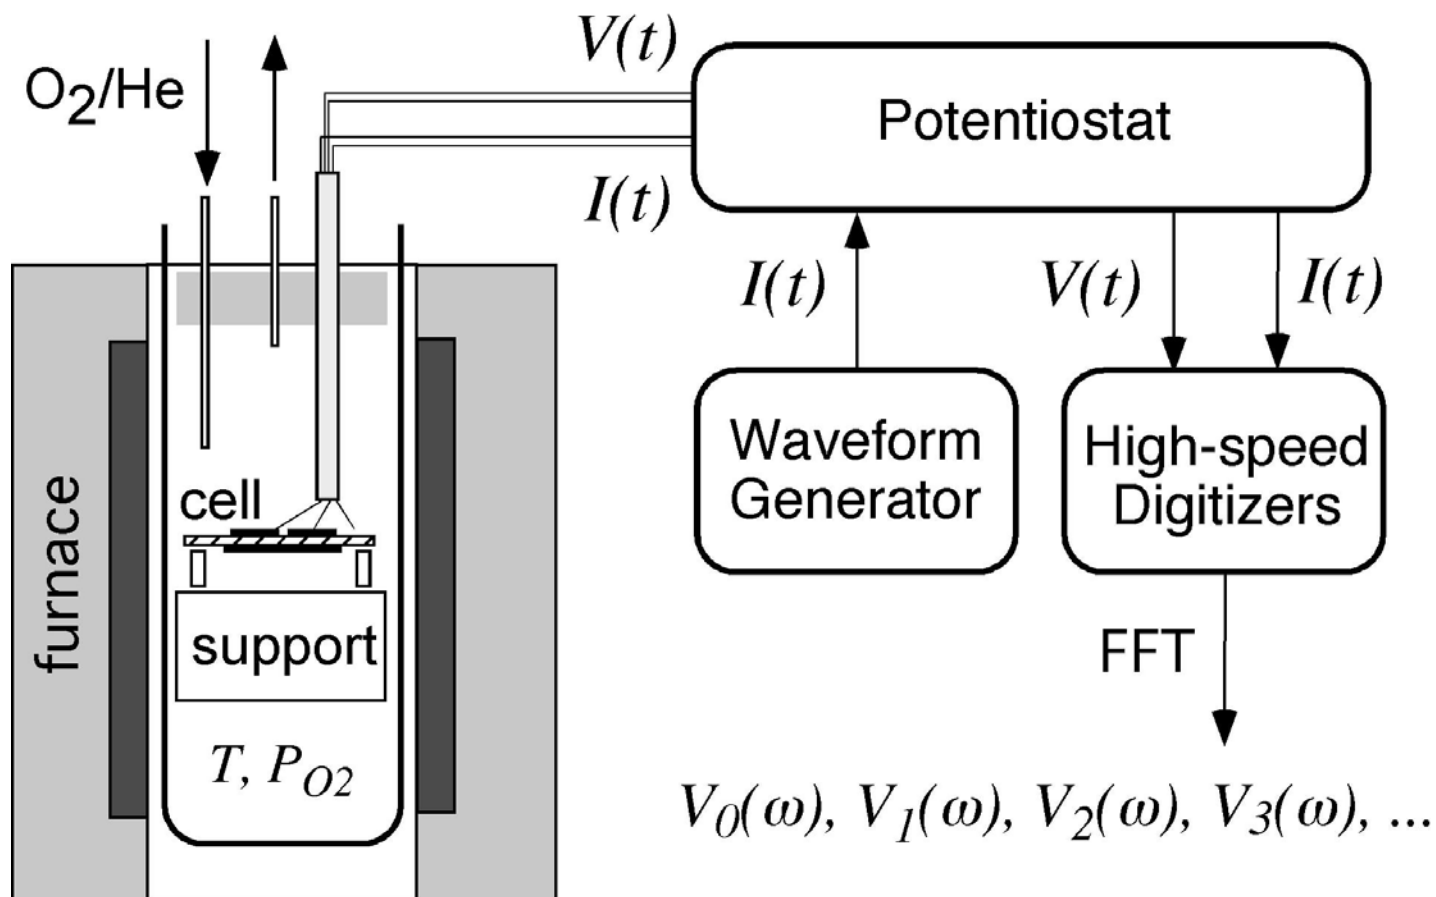 V(t)
O2/He
Potentiostat
I(t)
I(t)
V(t)
I(t)
Waveform
Generator
High-speed
Digitizers
cell
furnace
support
FFT
T, PO2
V0(ω), V1(ω), V2(ω), V3(ω), ...